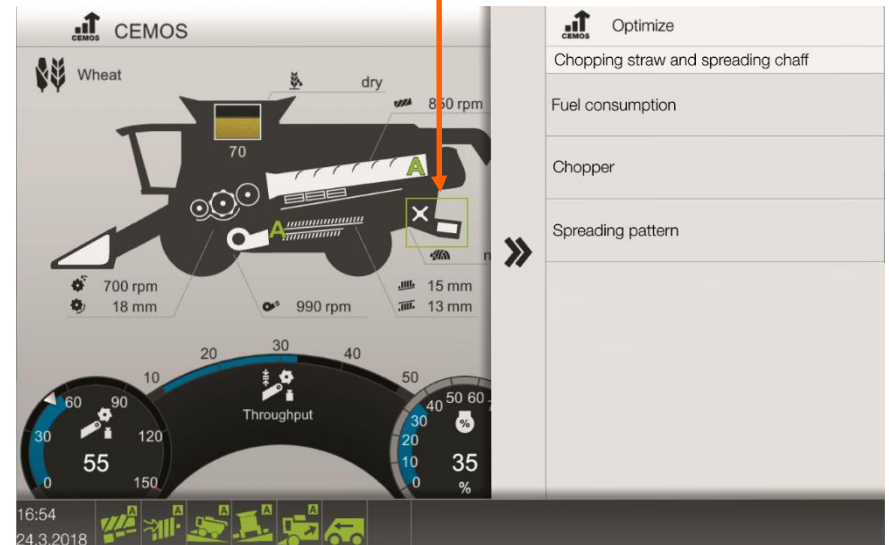 CEMOS CEMOS
Wheat
dry
850 rpm
70
A
A
n
700 rpm
18 mm
990 rpm
15 mm
13 mm
10 20 30 40 50
Throughput
0 30 60 90 120 150
55
0 10 20 30 40 50 60
%
35
%
16:54
24.3.2018
A A A A A
CEMOS Optimize
Chopping straw and spreading chaff
Fuel consumption
Chopper
Spreading pattern